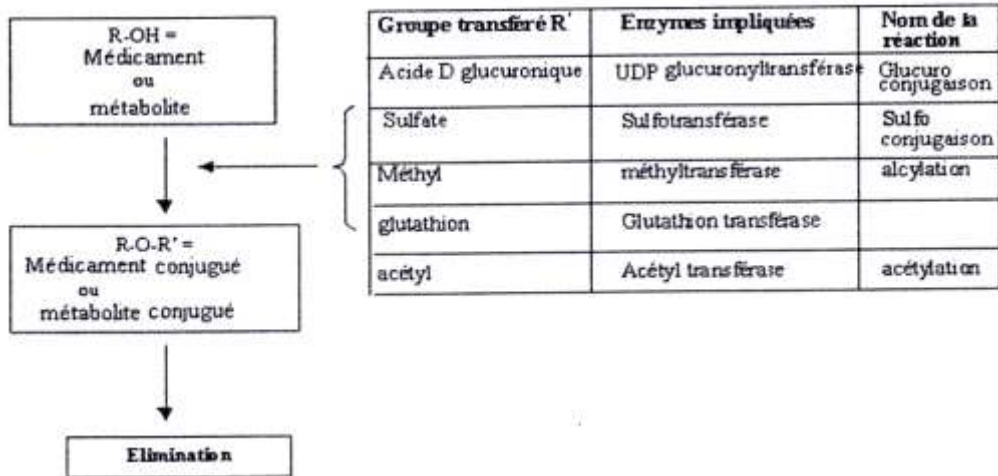 R-OH =
Médicament
ou
métabolite
R-O-R' =
Médicament conjugué
ou
métabolite conjugué
Elimination
Groupe transféré R' Enzymes impliquées Nom de la réaction
Acide D glucuronique UDP glucuronyltransférase Glucuro conjugaison
Sulfate Sulfotransférase Sulfo conjugaison
Méthyl méthyltransférase alcylation
glutathion Glutathion transférase
acétyl Acétyl transférase acétylation